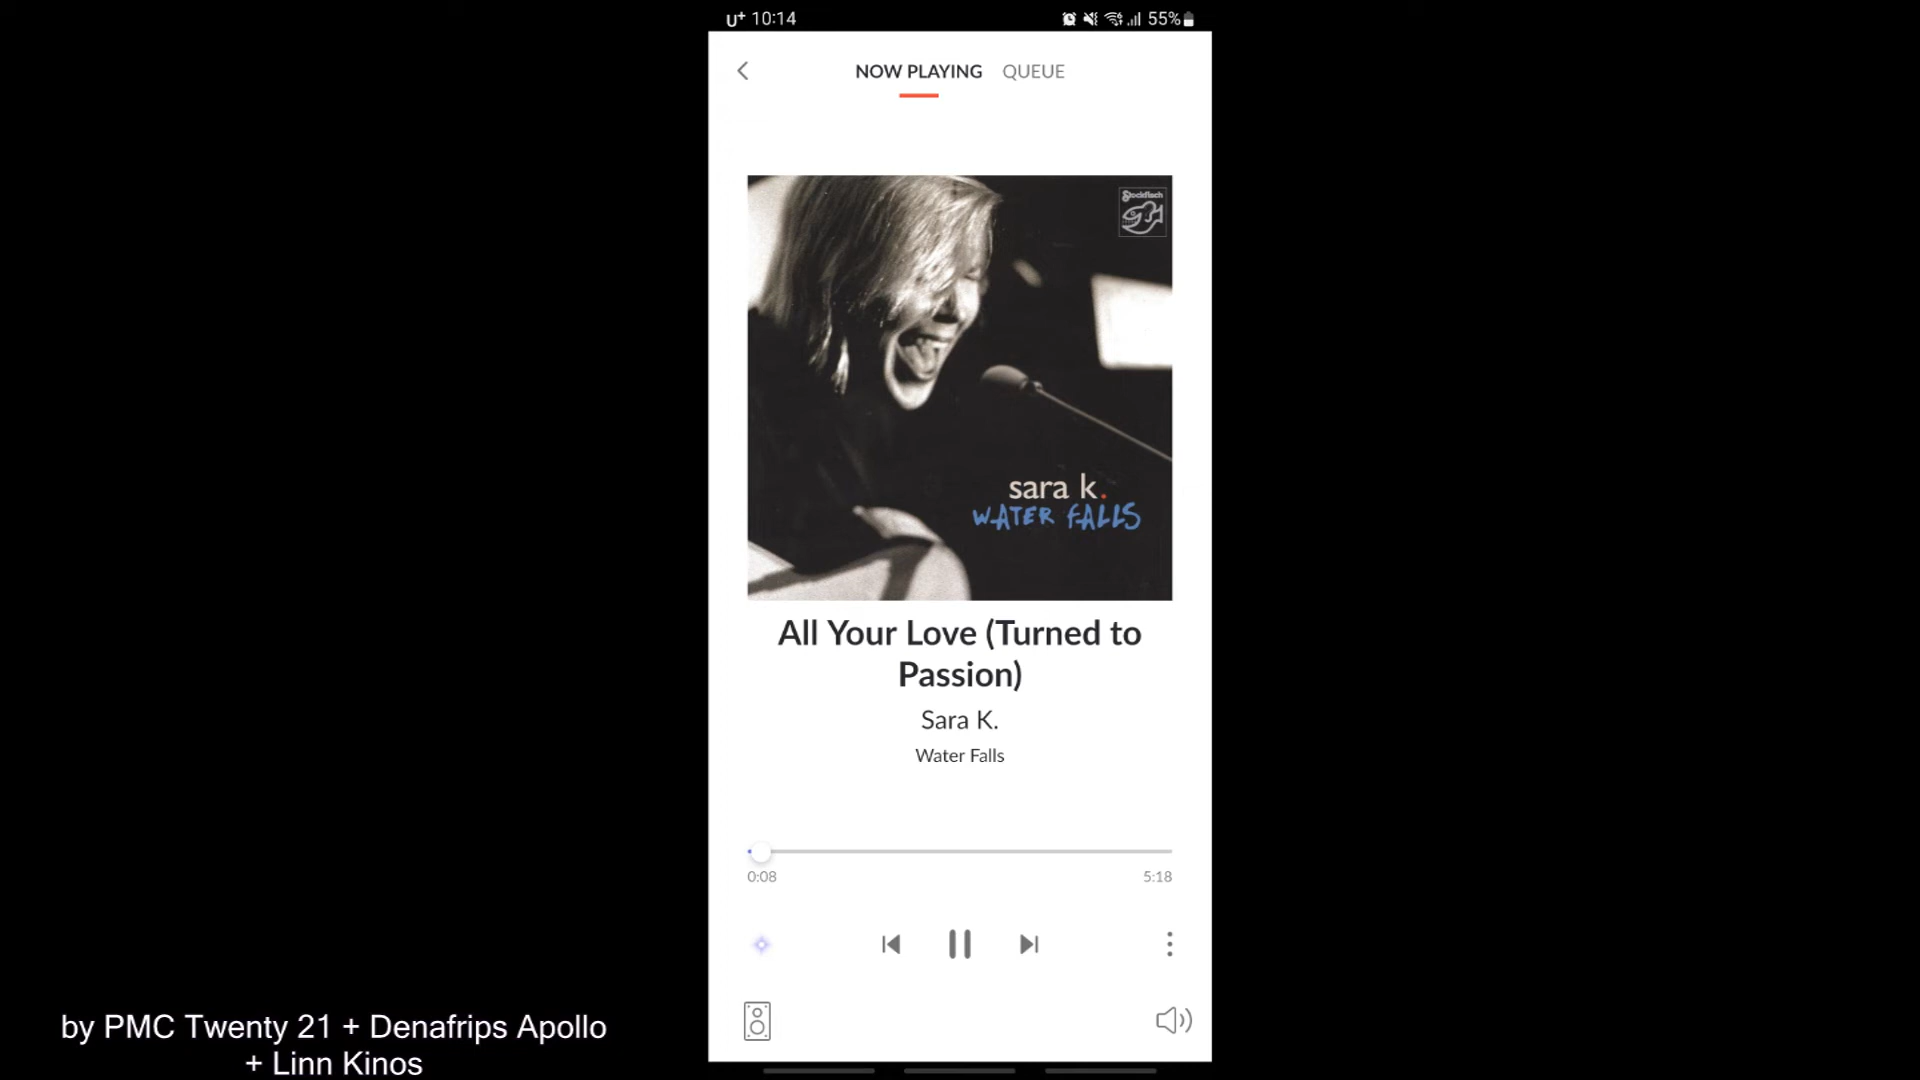 U+ 10:14 55%
NOW PLAYING QUEUE
Stockfisch
sara k.
WATER FALLS
All Your Love (Turned to
Passion)
Sara K.
Water Falls
0:08 5:18
by PMC Twenty 21 + Denafrips Apollo
+ Linn Kinos